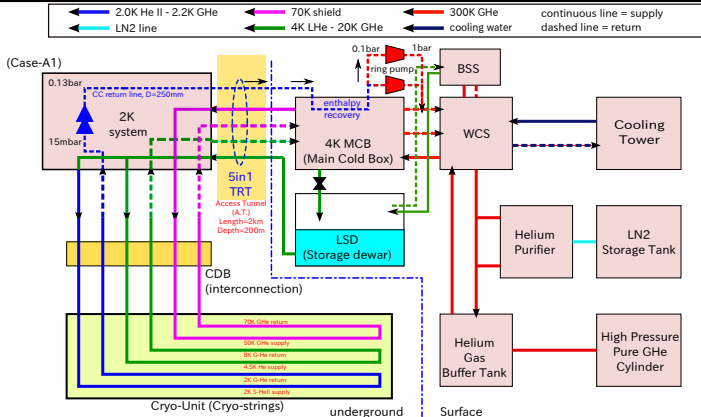 2.0K He II - 2.2K GHe
70K shield
300K GHe
continuous line = supply
LN2 line
4K LHe - 20K GHe
cooling water
dashed line = return
(Case-A1)
0.13bar
CC return line, D=250mm
2K
system
15mbar
5in1
TRT
Access Tunnel
(A.T.)
Length=2km
Depth=200m
0.1bar
1bar
ring pump
enthalpy
recovery
4K MCB
(Main Cold Box)
BSS
WCS
Cooling
Tower
LSD
(Storage dewar)
Helium
Purifier
LN2
Storage Tank
CDB
(interconnection)
70K GHe return
50K GHe supply
8K G-He return
4.5K He supply
2K G-He return
2K S-HeII supply
Cryo-Unit (Cryo-strings)
Helium
Gas
Buffer Tank
High Pressure
Pure GHe
Cylinder
underground
Surface